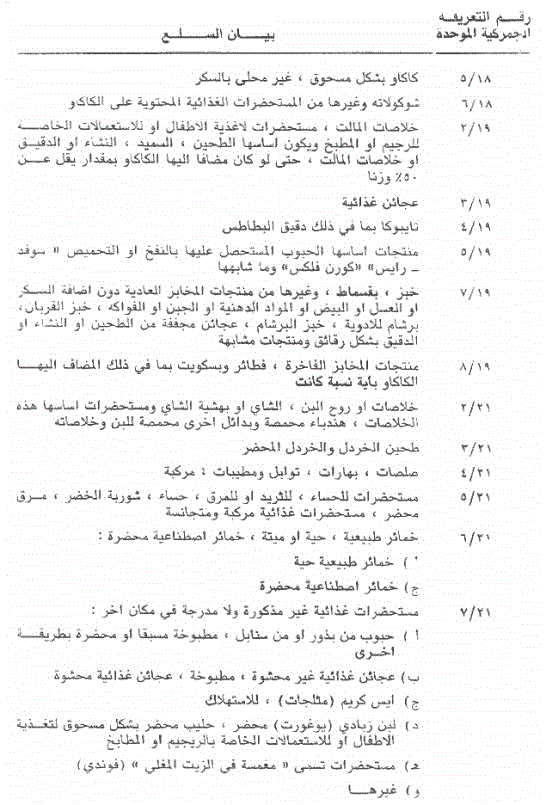 رقم التعريفه
الجمركية الموحدة
بيان السلع
٥/١٨ كاكاو بشكل مسحوق ، غير محلى بالسكر
٦/١٨ شوكولاته وغيرها من المستحضرات الغذائية المحتوية على الكاكاو
٢/١٩ خلاصات المالت ، مستحضرات لاغذية الاطفال او للاستعمالات الخاصه
للرجيم او المطبخ ويكون اساسها الطحين ، السميد ، النشاء او الدقيق
او خلاصات المالت ، حتى لو كان مضافا اليها الكاكاو بمقدار يقل عن
٥٠٪ وزنا
٣/١٩ عجائن غذائية
٤/١٩ تابيوكا بما في ذلك دقيق البطاطس
٥/١٩ منتجات اساسها الحبوب المستحصل عليها بالنفخ او التحميص « سوفد
ـ رايس» «كورن فلكس» وما شابهها
٧/١٩ خبز ، بقسماط ، وغيرها من منتجات المخابز العادية دون اضافة السكر
او العسل او البيض او المواد الدهنية او الجبن او الفواكه ، خبز القربان،
برشام للادوية ، خبز البرشام ، عجائن مجففة من الطحين او النشاء او
الدقيق بشكل رقائق ومنتجات مشابهة
٨/١٩ منتجات المخابز الفاخرة ، فطائر وبسكويت بما في ذلك المضاف اليها
الكاكاو باية نسبة كانت
٢/٢١ خلاصات او روح البن ، الشاي او بهشية الشاي ومستحضرات اساسها هذه
الخلاصات ، هندباء محمصة وبدائل اخرى محمصة للبن وخلاصاته
٣/٢١ طحين الخردل والخردل المحضر
٤/٢١ صلصات ، بهارات ، توابل ومطيبات : مركبة
٥/٢١ مستحضرات للحساء ، للثريد او للمرق ، حساء ، شوربة الخضر ، مرق
محضر ، مستحضرات غذائية مركبة ومتجانسة
٦/٢١ خمائر طبيعية ، حية او ميتة ، خمائر اصطناعية محضرة :
أ ) خمائر طبيعية حية
ج) خمائر اصطناعية محضرة
٧/٢١ مستحضرات غذائية غير مذكورة ولا مدرجة في مكان اخر :
أ ) حبوب من بذور او من سنابل ، مطبوخة مسبقا او محضرة بطريقة
اخرى
ب) عجائن غذائية غير محشوة ، مطبوخة ، عجائن غذائية محشوة
ج) ايس كريم (مثلجات) ، للاستهلاك
د) لبن زبادي (يوغورت) محضر ، حليب محضر بشكل مسحوق لتغذية
الاطفال او للاستعمالات الخاصة بالريجيم او المطابخ
هـ) مستحضرات تسمى « مغمسة في الزيت المغلي » (فوندي)
و) غيرها